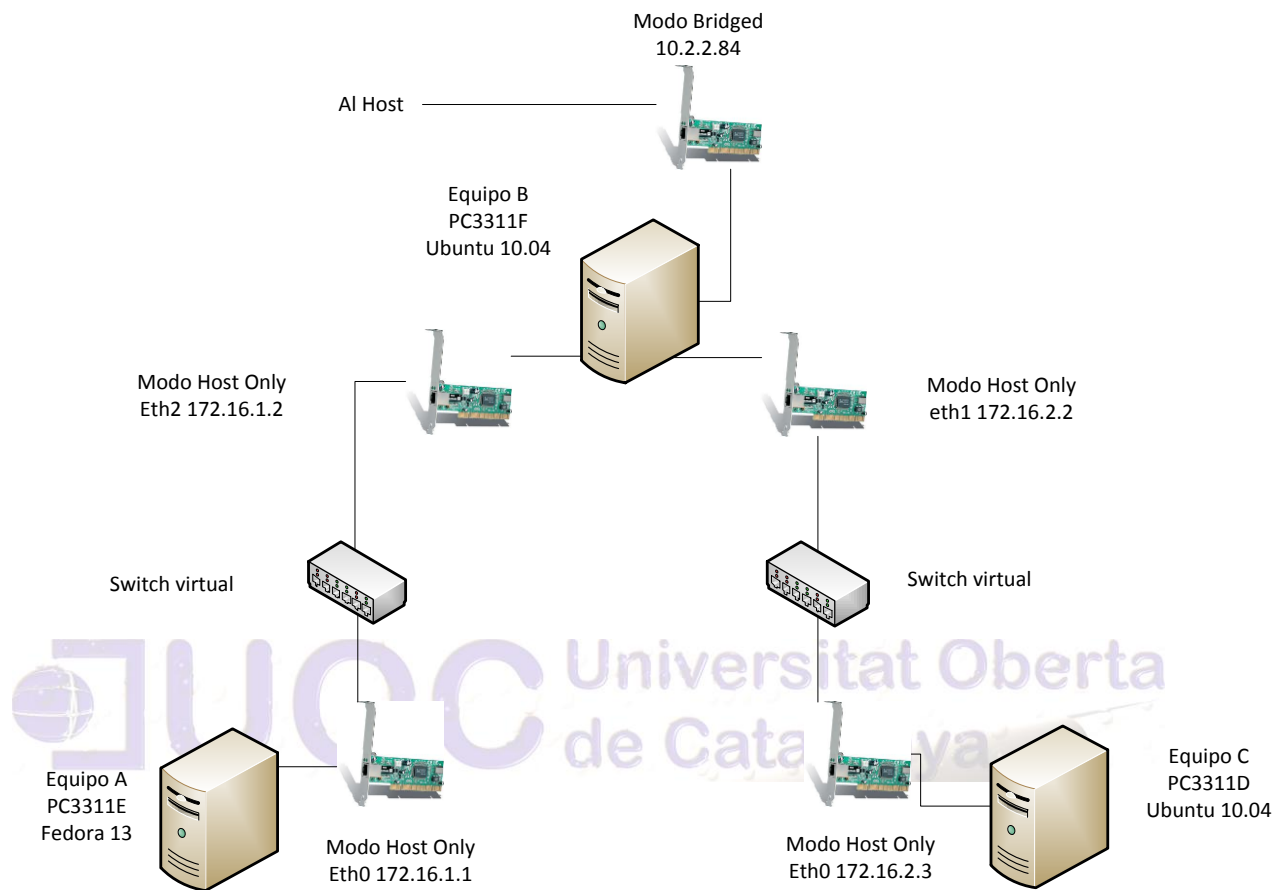 Modo Bridged
10.2.2.84
Al Host
Equipo B
PC3311F
Ubuntu 10.04
Modo Host Only
Eth2 172.16.1.2
Modo Host Only
eth1 172.16.2.2
Switch virtual
Switch virtual
UOC
Universitat Oberta
de Cata ya
Equipo A
PC3311E
Fedora 13
Modo Host Only
Eth0 172.16.1.1
Modo Host Only
Eth0 172.16.2.3
Equipo C
PC3311D
Ubuntu 10.04